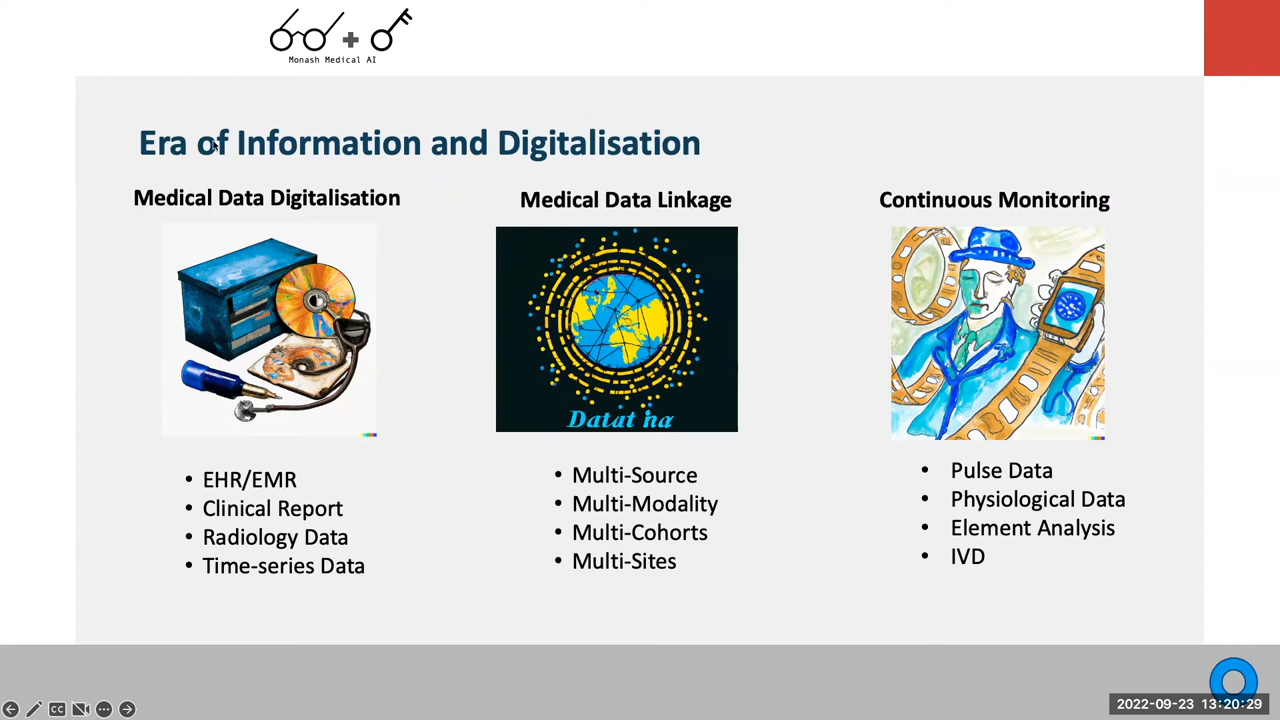 Monash Medical AI
Era of Information and Digitalisation
Medical Data Digitalisation
• EHR/EMR
• Clinical Report
• Radiology Data
• Time-series Data
Medical Data Linkage
Datat na
• Multi-Source
• Multi-Modality
• Multi-Cohorts
• Multi-Sites
Continuous Monitoring
• Pulse Data
• Physiological Data
• Element Analysis
• IVD
CC
2022-09-23 13:20:29